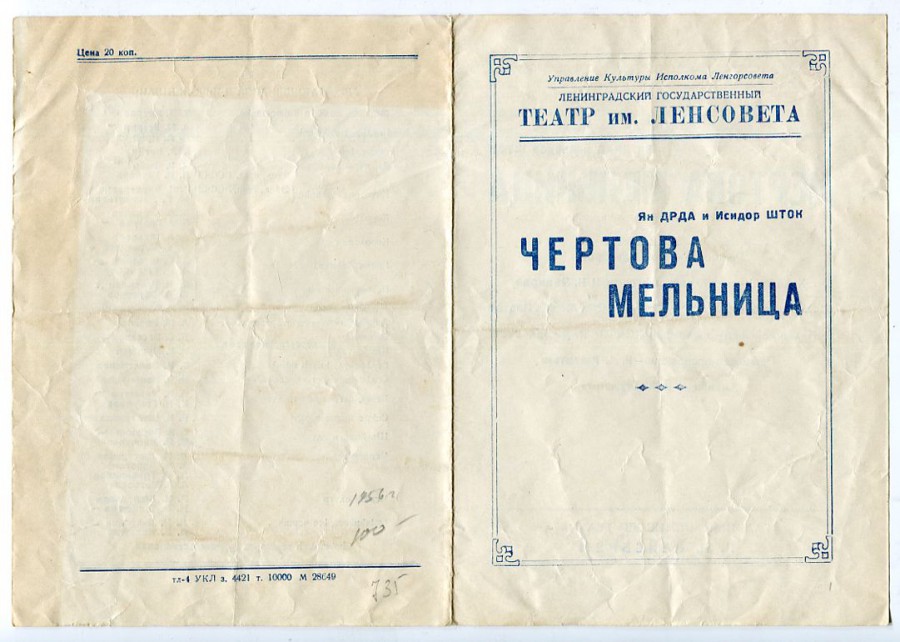 Цена 20 коп.
1956 г
100 –
тл-4 УКЛ з. 4421 т. 10000 М 28649
735
Управление Культуры Исполкома Ленгорсовета
ЛЕНИНГРАДСКИЙ ГОСУДАРСТВЕННЫЙ
ТЕАТР им. ЛЕНСОВЕТА
Ян ДРДА и Исидор ШТОК
ЧЕРТОВА
МЕЛЬНИЦА